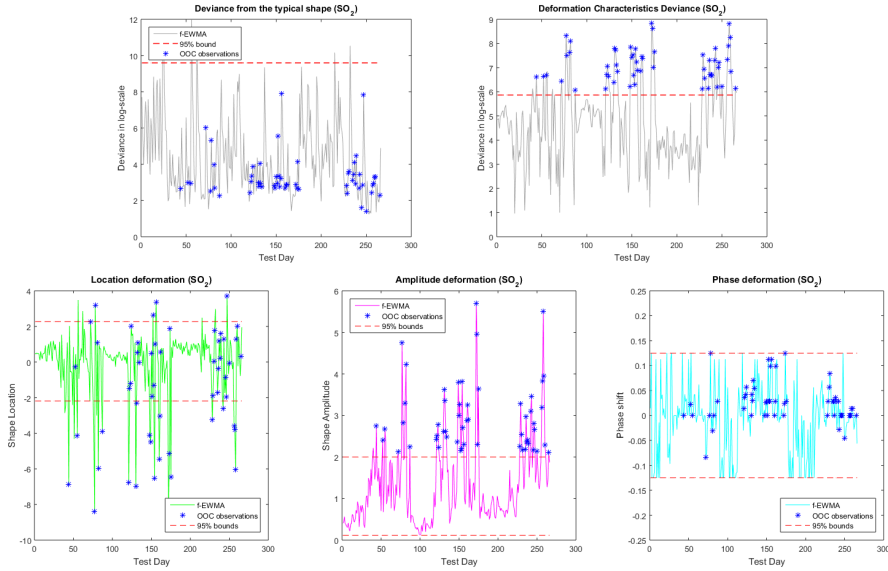 Deviance from the typical shape (SO2)
Deviance in log-scale
12
10
8
6
4
2
0
f-EWMA
95% bound
OOC observations
0 50 100 150 200 250 300
Test Day
Deformation Characteristics Deviance (SO2)
Deviance in log-scale
9
8
7
6
5
4
3
2
1
0
0 50 100 150 200 250 300
Test Day
Location deformation (SO2)
Shape Location
4
2
0
-2
-4
-6
-8
-10
f-EWMA
OOC observations
95% bounds
0 50 100 150 200 250 300
Test Day
Amplitude deformation (SO2)
Shape Amplitude
6
5
4
3
2
1
0
f-EWMA
OOC observations
95% bounds
0 50 100 150 200 250 300
Test Day
Phase deformation (SO2)
Phase shift
0.25
0.2
0.15
0.1
0.05
0
-0.05
-0.1
-0.15
-0.2
-0.25
f-EWMA
OOC observations
95% bounds
0 50 100 150 200 250 300
Test Day